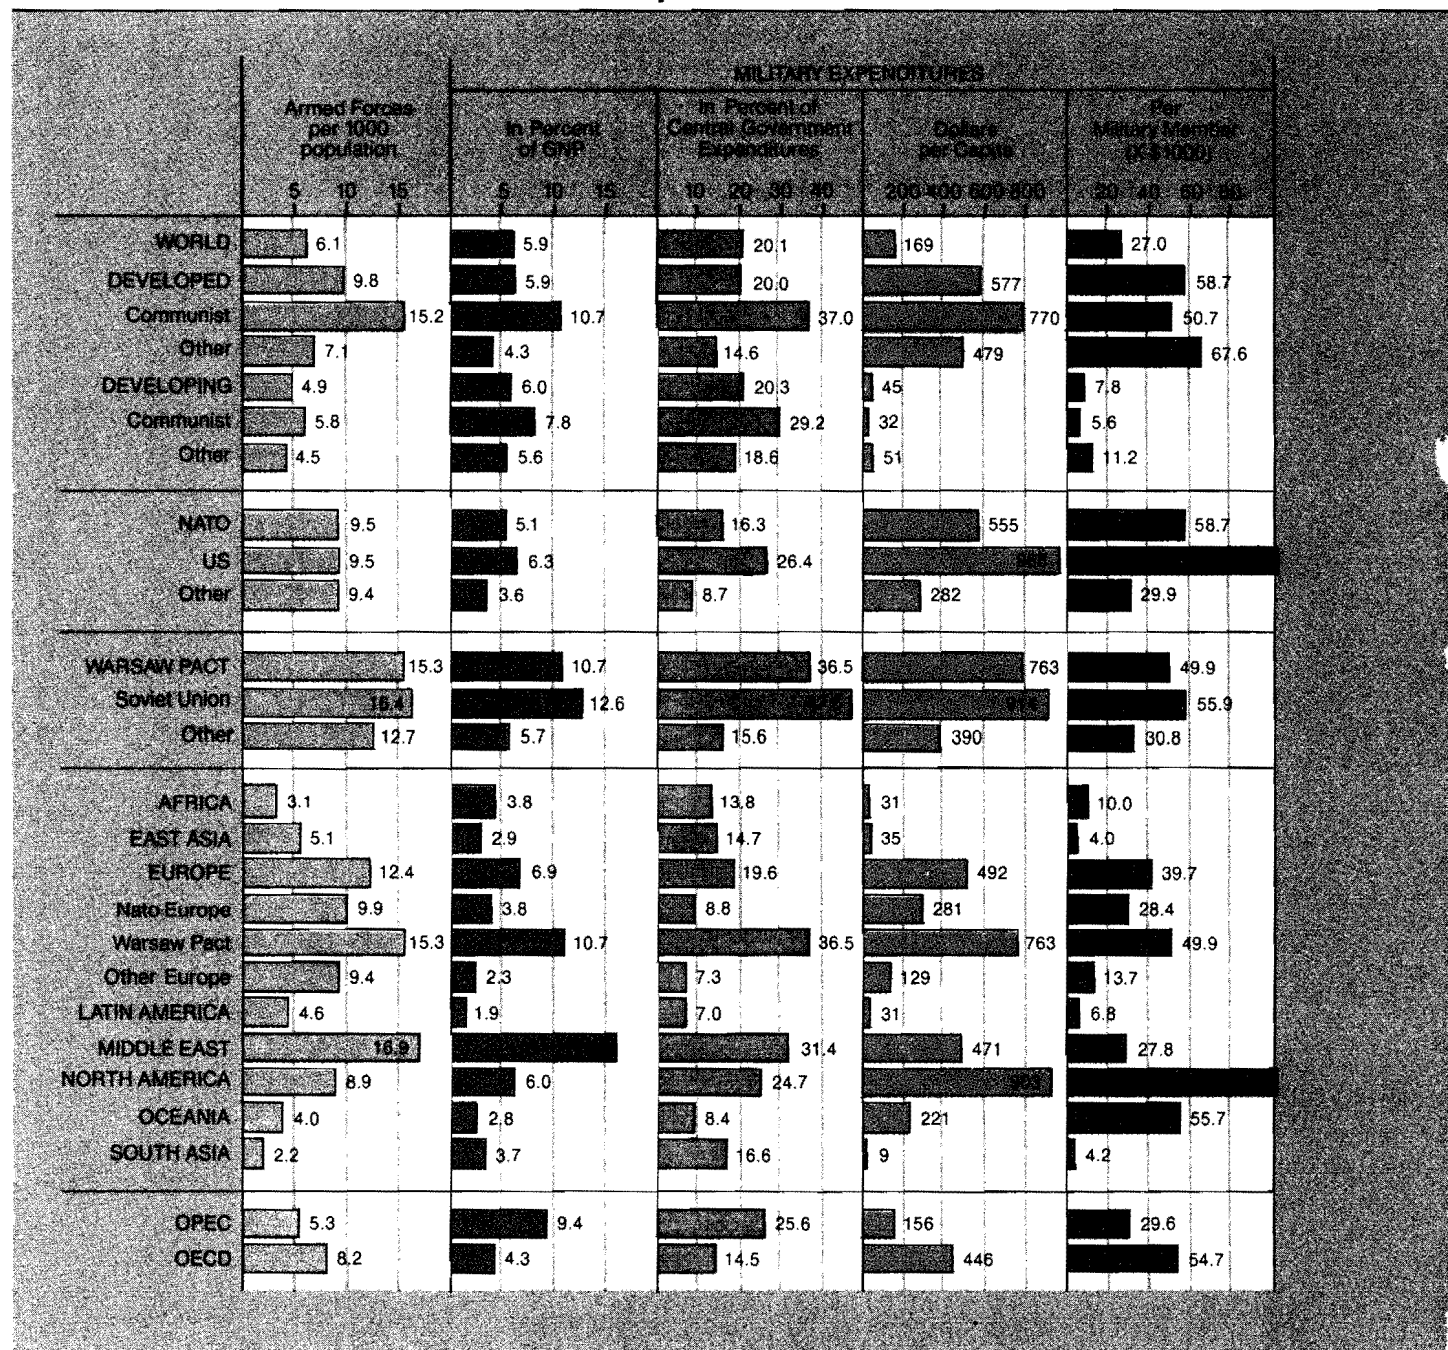 MILITARY EXPENDITURES
Armed Forces
per 1000
population
In Percent
of GNP
In Percent of
Central Government
Expenditures
Dollars
per Capita
Per
Military Member
(X $1000)
5 10 15 5 10 15 10 20 30 40 200 400 600 800 20 40 60 80
WORLD 6.1 5.9 20.1 169 27.0
DEVELOPED 9.8 5.9 20.0 577 58.7
Communist 15.2 10.7 37.0 770 50.7
Other 7.1 4.3 14.6 479 67.6
DEVELOPING 4.9 6.0 20.3 45 7.8
Communist 5.8 7.8 29.2 32 5.6
Other 4.5 5.6 18.6 51 11.2
NATO 9.5 5.1 16.3 555 58.7
US 9.5 6.3 26.4
Other 9.4 3.6 8.7 282 29.9
WARSAW PACT 15.3 10.7 36.5 763 49.9
Soviet Union 16.4 12.6 55.9
Other 12.7 5.7 15.6 390 30.8
AFRICA 3.1 3.8 13.8 31 10.0
EAST ASIA 5.1 2.9 14.7 35 4.0
EUROPE 12.4 6.9 19.6 492 39.7
Nato Europe 9.9 3.8 8.8 281 28.4
Warsaw Pact 15.3 10.7 36.5 763 49.9
Other Europe 9.4 2.3 7.3 129 13.7
LATIN AMERICA 4.6 1.9 7.0 31 6.8
MIDDLE EAST 16.9 31.4 471 27.8
NORTH AMERICA 8.9 6.0 24.7 903
OCEANIA 4.0 2.8 8.4 221 55.7
SOUTH ASIA 2.2 3.7 16.6 9 4.2
OPEC 5.3 9.4 25.6 156 29.6
OECD 8.2 4.3 14.5 446 54.7